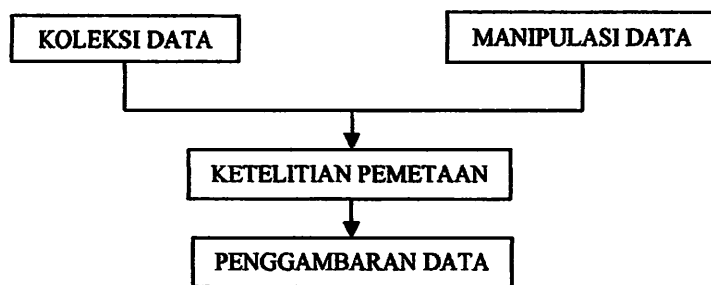 KOLEKSI DATA
MANIPULASI DATA
KETELITIAN PEMETAAN
PENGGAMBARAN DATA